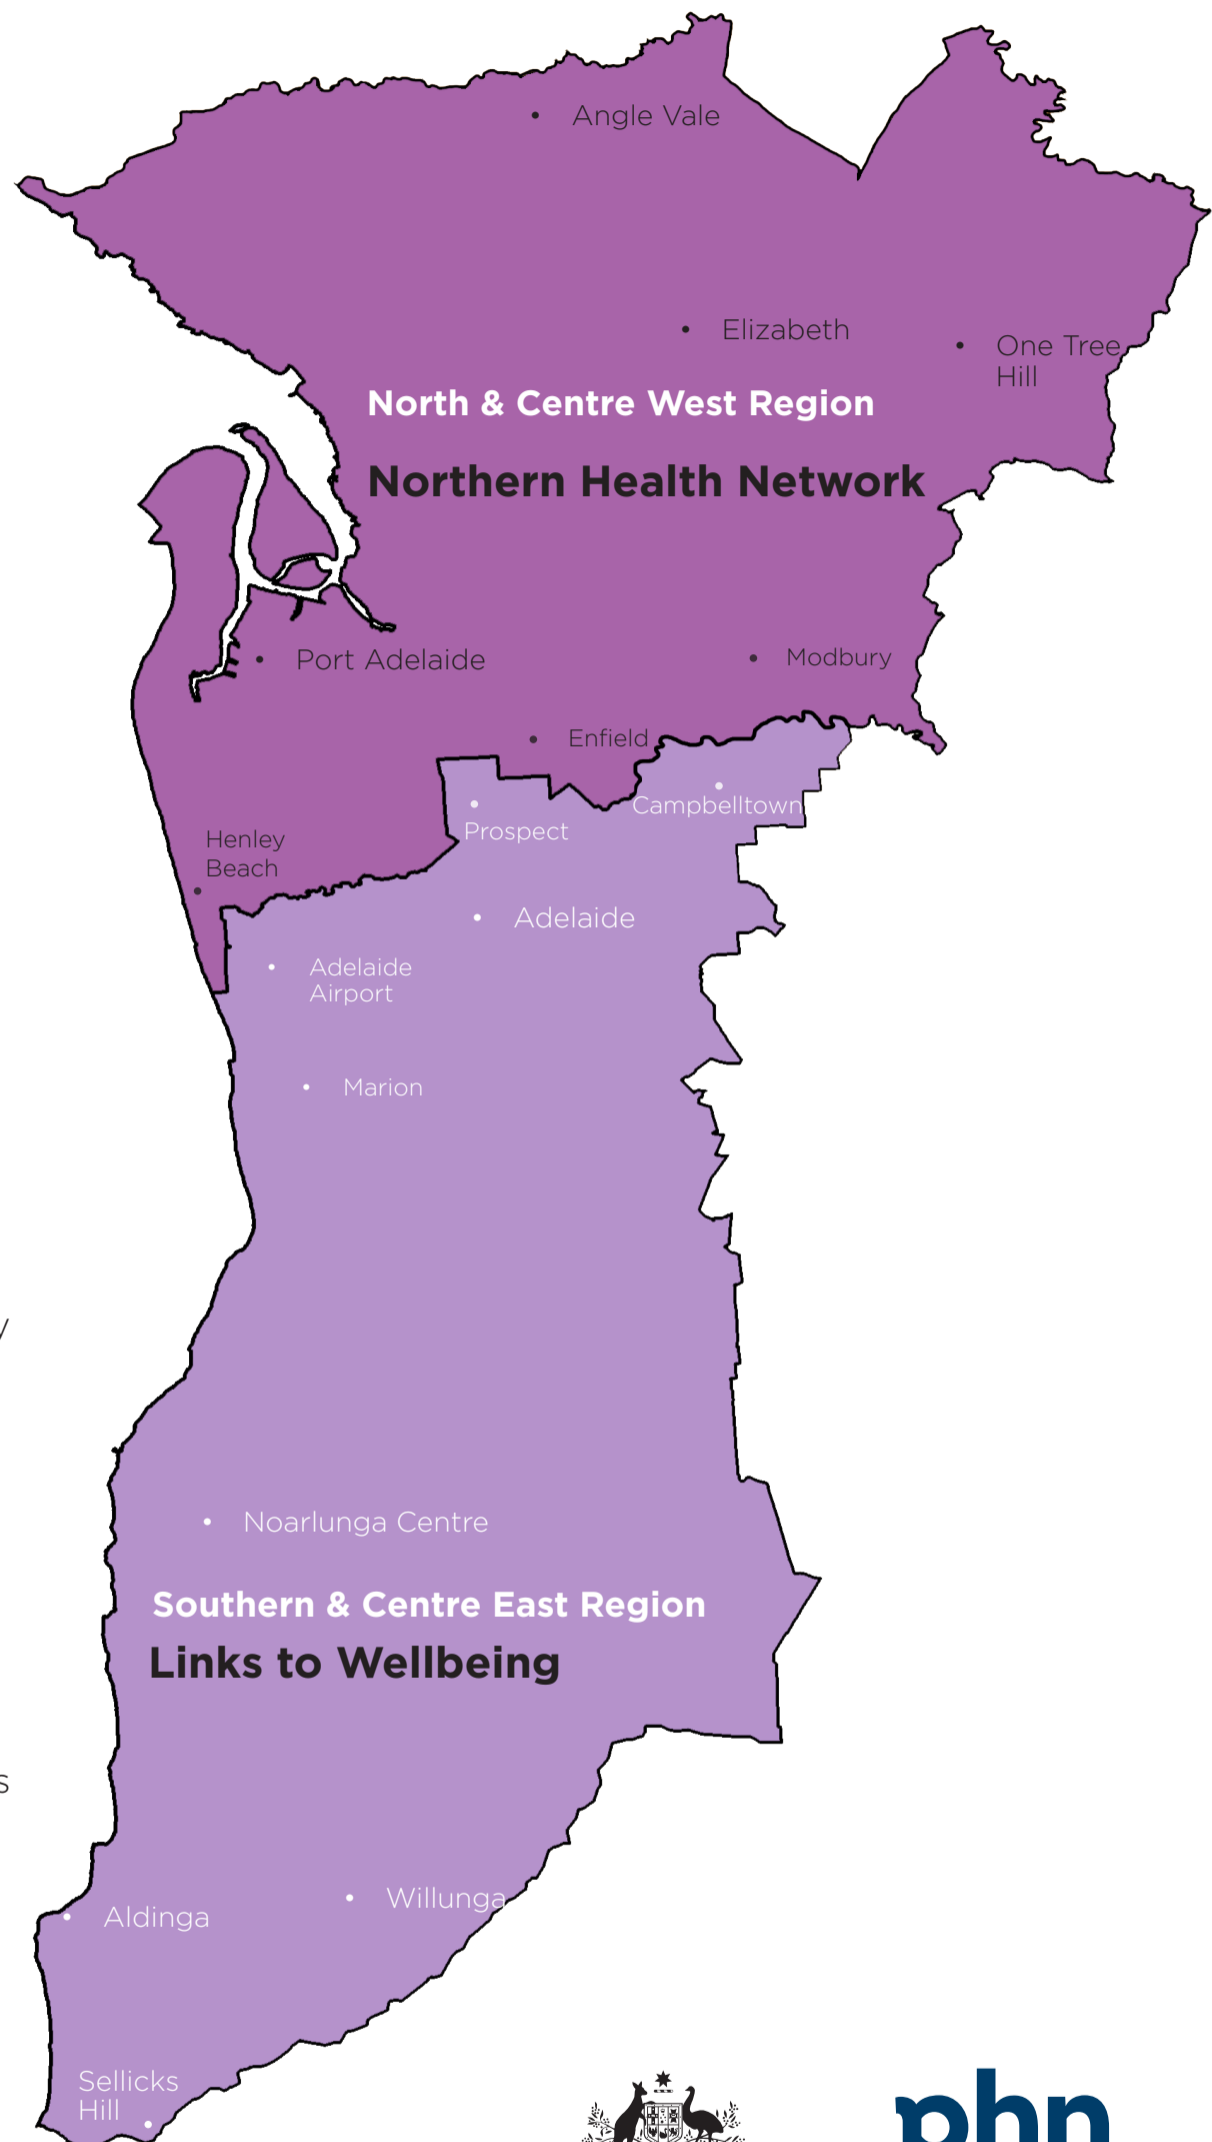 Angle Vale
Elizabeth
One Tree
Hill
North & Centre West Region
Northern Health Network
Port Adelaide
Modbury
Enfield
Campbelltown
Prospect
Henley
Beach
Adelaide
Adelaide
Airport
Marion
y
Noarlunga Centre
Southern & Centre East Region
Links to Wellbeing
s
Willunga
Aldinga
Sellicks
Hill
phn